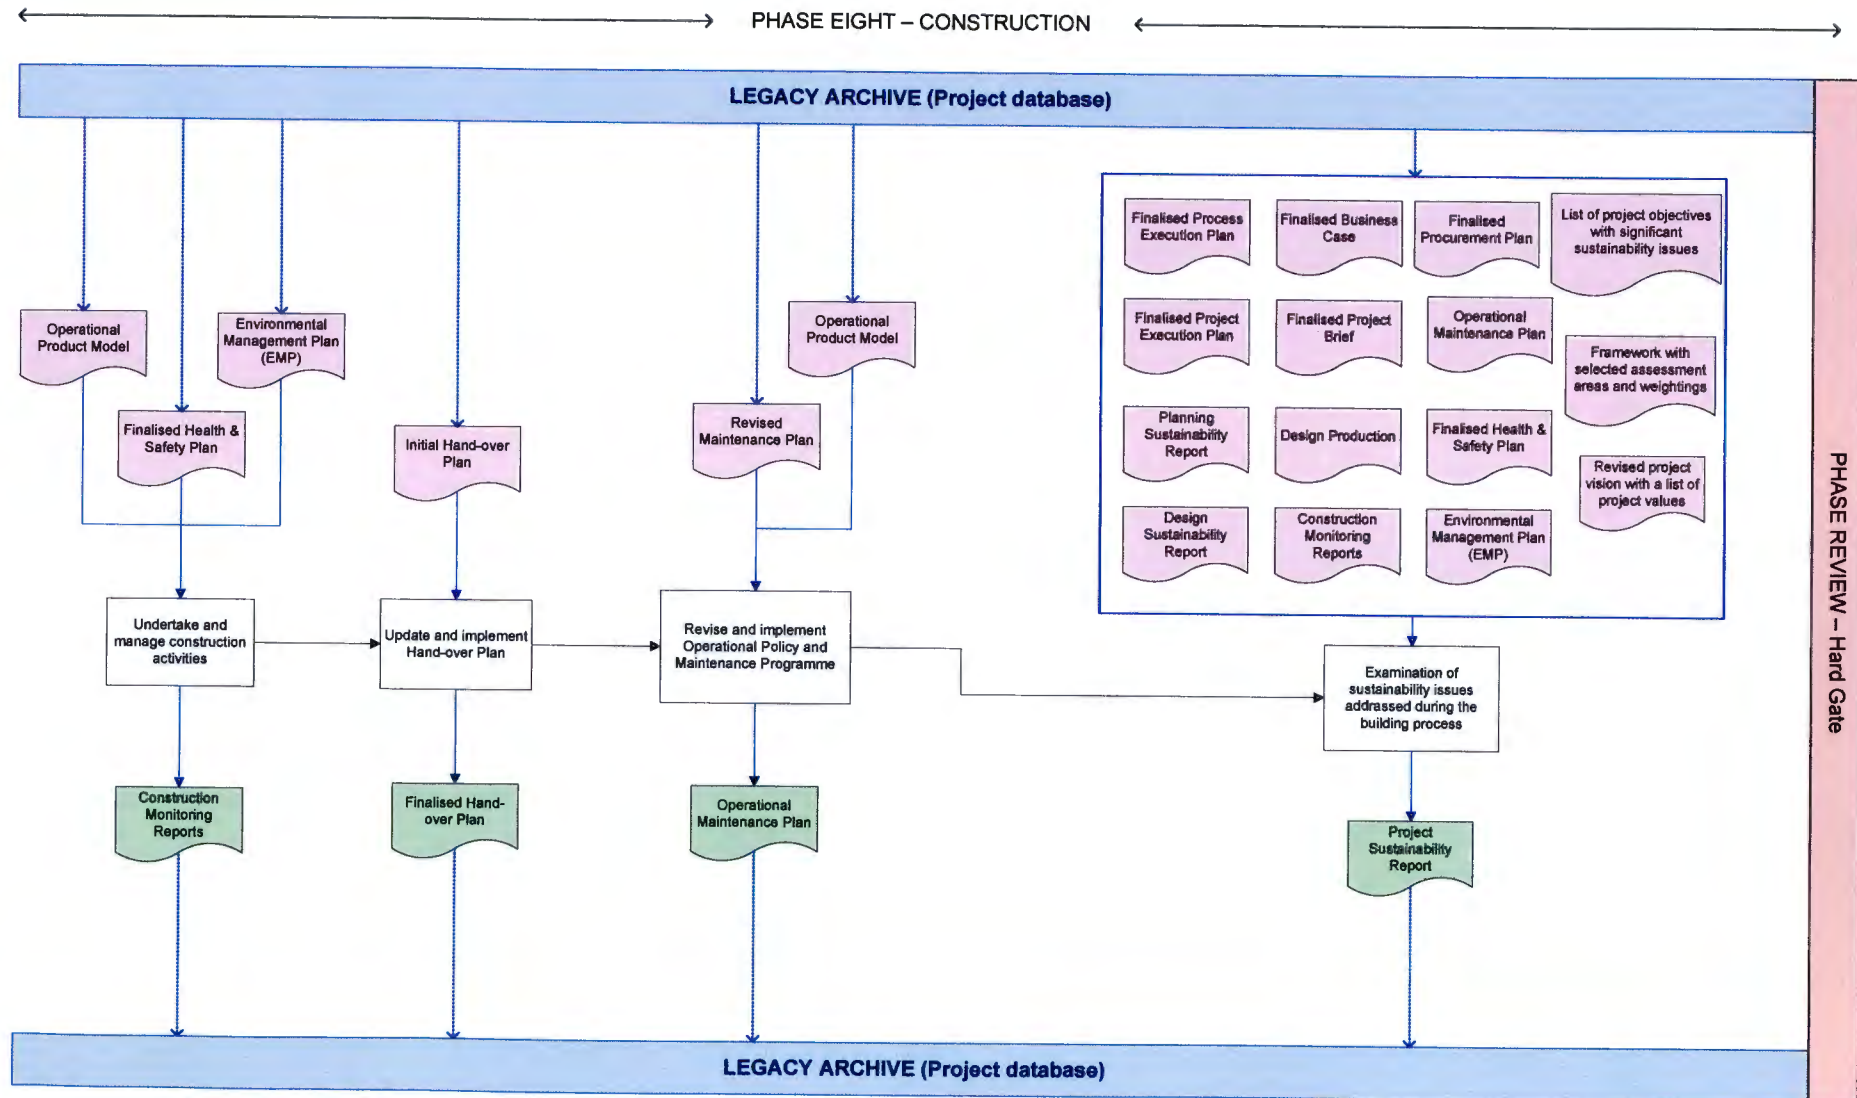 PHASE EIGHT – CONSTRUCTION
LEGACY ARCHIVE (Project database)
Operational
Product Model
Finalised Health &
Safety Plan
Environmental
Management Plan
(EMP)
Initial Hand-over
Plan
Revised
Maintenance Plan
Operational
Product Model
Finalised Process
Execution Plan
Finalised Business
Case
Finalised
Procurement Plan
List of project objectives
with significant
sustainability issues
Finalised Project
Execution Plan
Finalised Project
Brief
Operational
Maintenance Plan
Framework with
selected assessment
areas and weightings
Planning
Sustainability
Report
Design Production
Finalised Health &
Safety Plan
Revised project
vision with a list of
project values
Design
Sustainability
Report
Construction
Monitoring
Reports
Environmental
Management Plan
(EMP)
Undertake and
manage construction
activities
Update and implement
Hand-over Plan
Revise and implement
Operational Policy and
Maintenance Programme
Examination of
sustainability issues
addrassed during the
building process
Construction
Monitoring
Reports
Finalised Hand-
over Plan
Operational
Maintenance Plan
Project
Sustainability
Report
LEGACY ARCHIVE (Project database)
PHASE REVIEW – Hard Gate